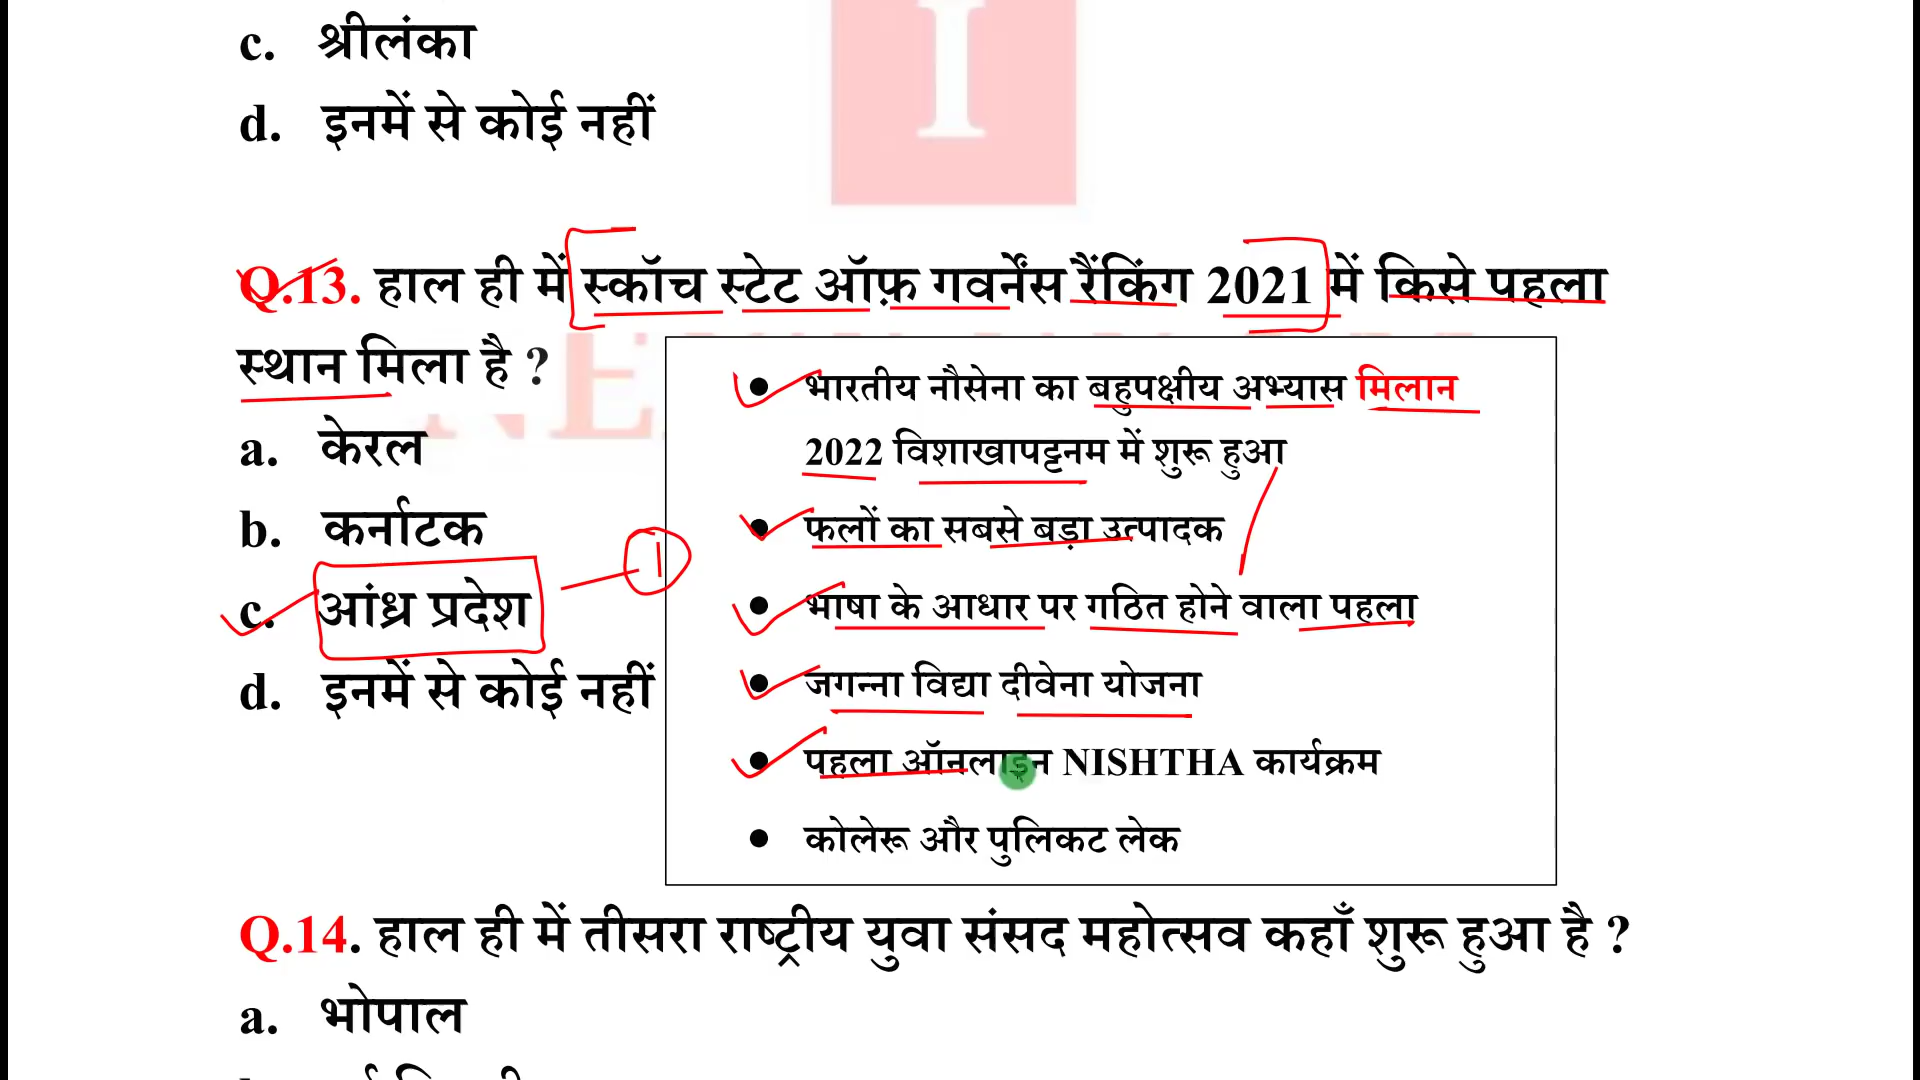 c. श्रीलंका
d. इनमें से कोई नहीं
I
Q.13. हाल ही में स्कॉच स्टेट ऑफ़ गवर्नेंस रैंकिंग 2021 में किसे पहला
स्थान मिला है ?
a. केरल
b. कर्नाटक
c. आंध्र प्रदेश
1
d. इनमें से कोई नहीं
● भारतीय नौसेना का बहुपक्षीय अभ्यास मिलान
2022 विशाखापट्टनम में शुरू हुआ
● फलों का सबसे बड़ा उत्पादक
● भाषा के आधार पर गठित होने वाला पहला
● जगन्ना विद्या दीवेना योजना
● पहला ऑनलाइन NISHTHA कार्यक्रम
● कोलेरू और पुलिकट लेक
Q.14. हाल ही में तीसरा राष्ट्रीय युवा संसद महोत्सव कहाँ शुरू हुआ है ?
a. भोपाल